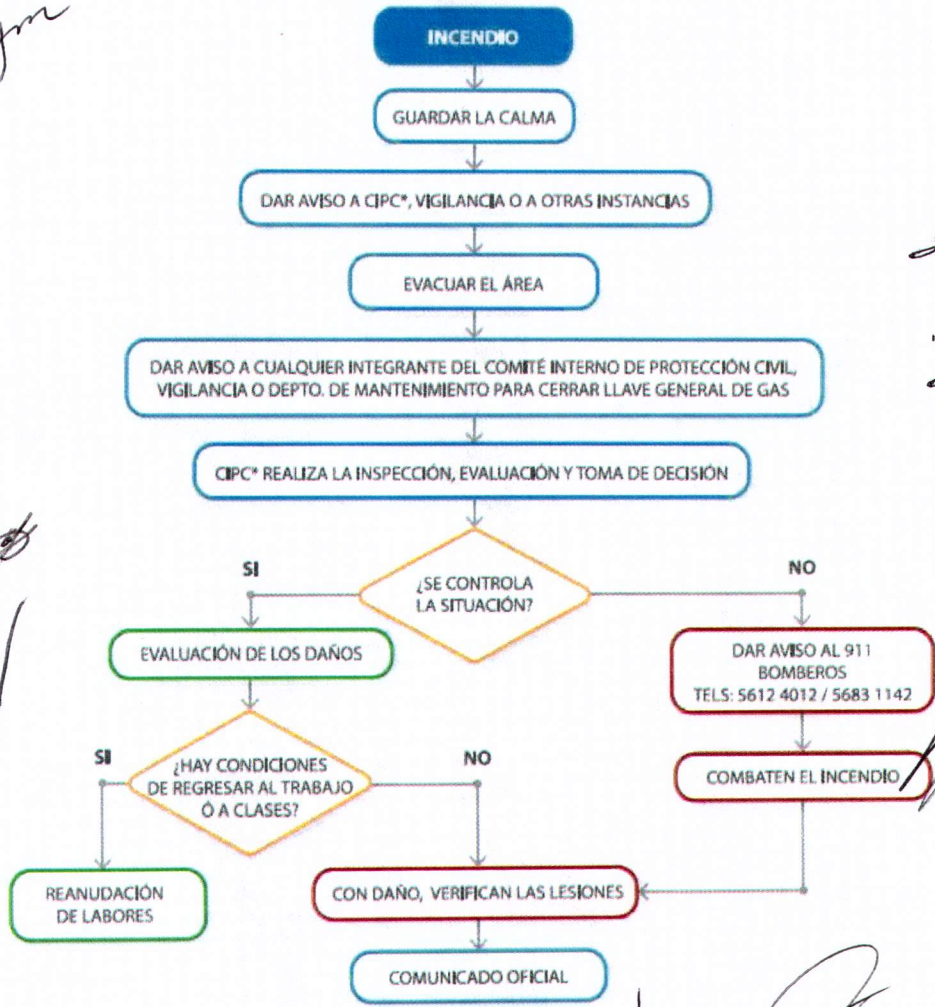 INCENDIO
GUARDAR LA CALMA
DAR AVISO A CIPC*, VIGILANCIA O A OTRAS INSTANCIAS
EVACUAR EL ÁREA
DAR AVISO A CUALQUIER INTEGRANTE DEL COMITÉ INTERNO DE PROTECCIÓN CIVIL,
VIGILANCIA O DEPTO. DE MANTENIMIENTO PARA CERRAR LLAVE GENERAL DE GAS
CIPC* REALIZA LA INSPECCIÓN, EVALUACIÓN Y TOMA DE DECISIÓN
¿SE CONTROLA
LA SITUACIÓN?
SI
NO
EVALUACIÓN DE LOS DAÑOS
DAR AVISO AL 911
BOMBEROS
TELS: 5612 4012 / 5683 1142
¿HAY CONDICIONES
DE REGRESAR AL TRABAJO
Ó A CLASES?
SI
NO
COMBATEN EL INCENDIO
REANUDACIÓN
DE LABORES
CON DAÑO, VERIFICAN LAS LESIONES
COMUNICADO OFICIAL